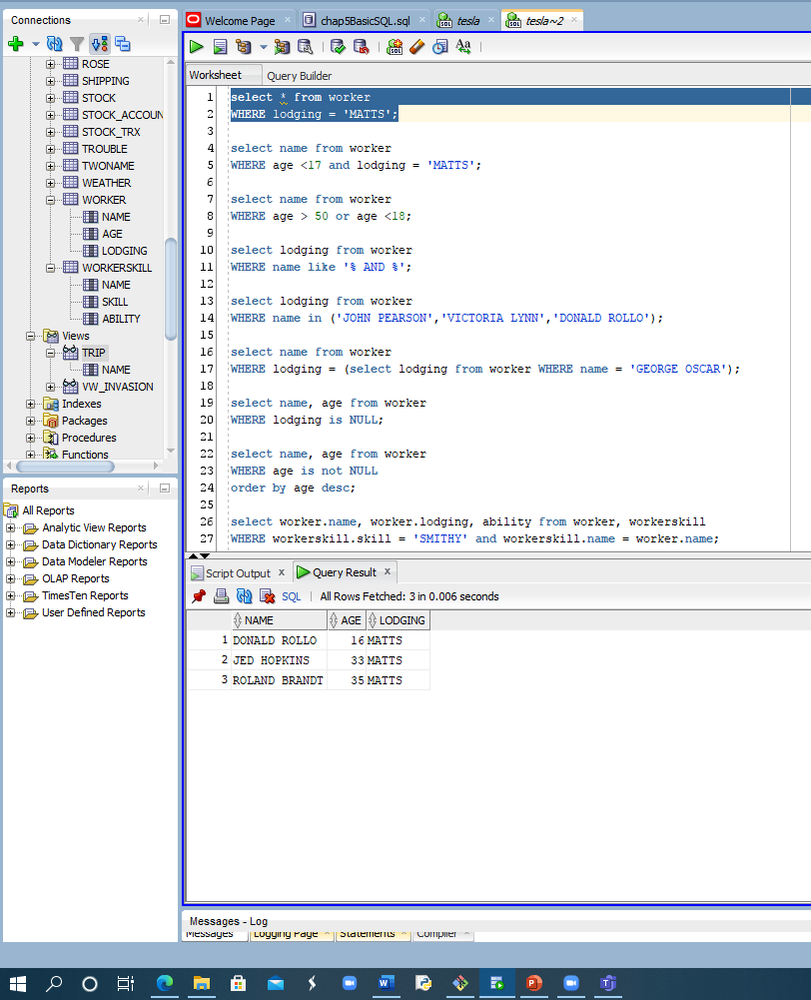 Connections
ROSE
SHIPPING
STOCK
STOCK_ACCOUN
STOCK_TRX
TROUBLE
TWONAME
WEATHER
WORKER
NAME
AGE
LODGING
WORKERSKILL
NAME
SKILL
ABILITY
Views
TRIP
NAME
VW_INVASION
Indexes
Packages
Procedures
Functions
Reports
All Reports
Analytic View Reports
Data Dictionary Reports
Data Modeler Reports
OLAP Reports
TimesTen Reports
User Defined Reports
Welcome Page
chap5BasicSQL.sql
tesla
tesla~2
Worksheet
Query Builder
1 select * from worker
2 WHERE lodging = 'MATTS';
3
4 select name from worker
5 WHERE age <17 and lodging = 'MATTS';
6
7 select name from worker
8 WHERE age > 50 or age <18;
9
10 select lodging from worker
11 WHERE name like '% AND %';
12
13 select lodging from worker
14 WHERE name in ('JOHN PEARSON','VICTORIA LYNN','DONALD ROLLO');
15
16 select name from worker
17 WHERE lodging = (select lodging from worker WHERE name = 'GEORGE OSCAR');
18
19 select name, age from worker
20 WHERE lodging is NULL;
21
22 select name, age from worker
23 WHERE age is not NULL
24 order by age desc;
25
26 select worker.name, worker.lodging, ability from worker, workerskill
27 WHERE workerskill.skill = 'SMITHY' and workerskill.name = worker.name;
Script Output x
Query Result x
SQL | All Rows Fetched: 3 in 0.006 seconds
NAME AGE LODGING
1 DONALD ROLLO 16 MATTS
2 JED HOPKINS 33 MATTS
3 ROLAND BRANDT 35 MATTS
Messages - Log
Messages
Logging Page
Statements
Compiler